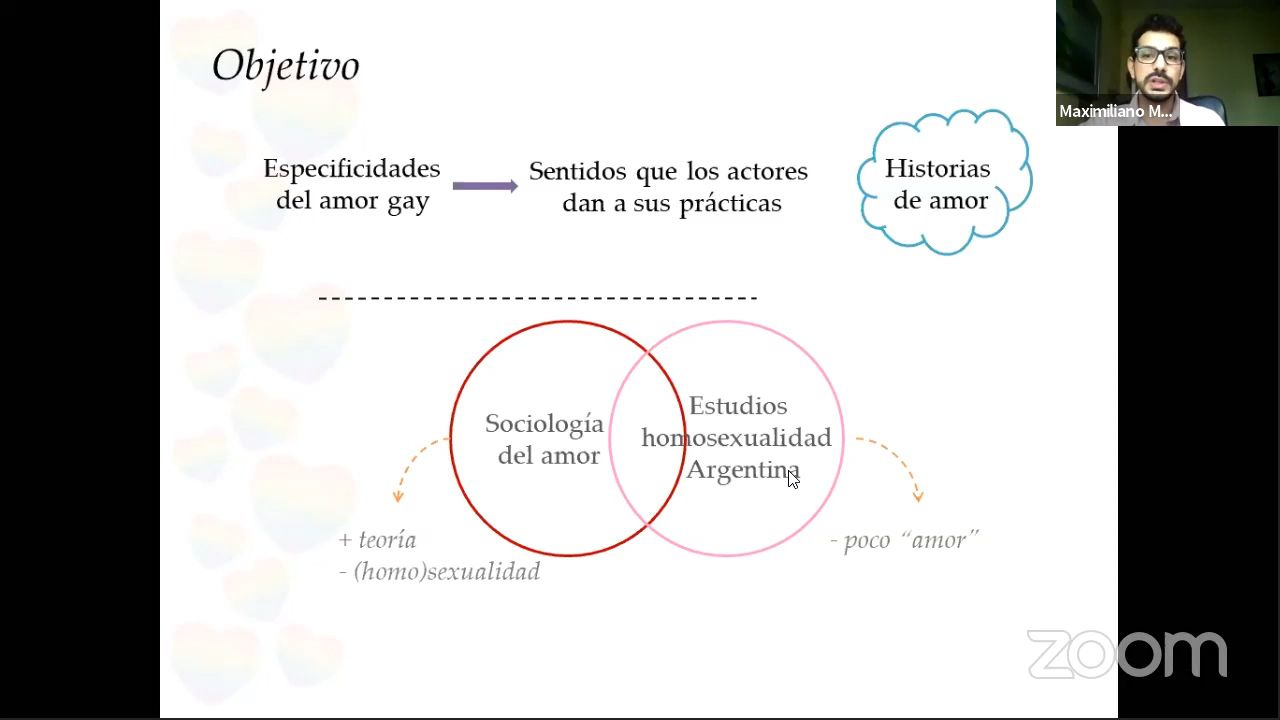 Objetivo
Maximiliano M...
Especificidades
del amor gay
Sentidos que los actores
dan a sus prácticas
Historias
de amor
Sociología
del amor
Estudios
homosexualidad
Argentina
+ teoría
- (homo)sexualidad
- poco “amor”
zoom